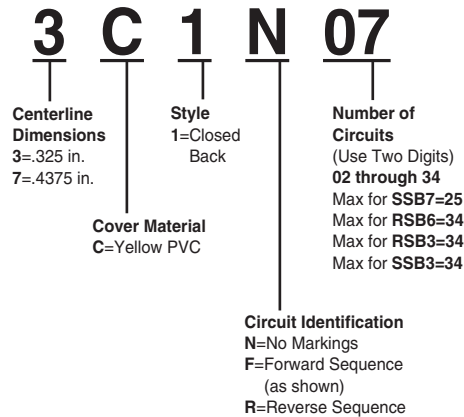 3 C 1 N 07
Centerline
Dimensions
3=.325 in.
7=.4375 in.
Cover Material
C=Yellow PVC
Style
1=Closed
Back
Circuit Identification
N=No Markings
F=Forward Sequence
(as shown)
R=Reverse Sequence
Number of
Circuits
(Use Two Digits)
02 through 34
Max for SSB7=25
Max for RSB6=34
Max for RSB3=34
Max for SSB3=34